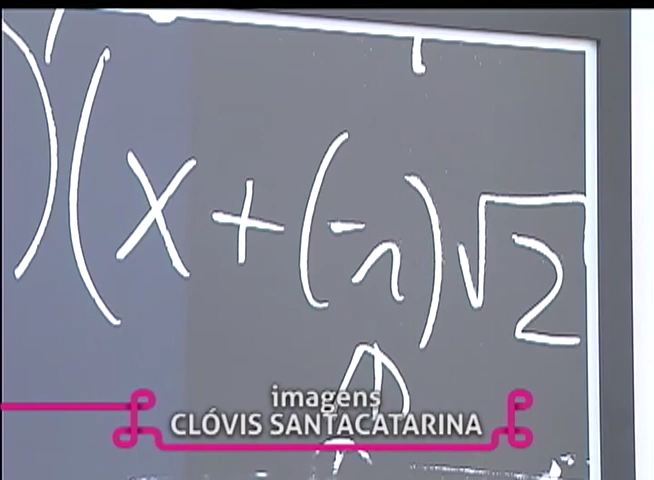 )(x + (-1)√2
imagens
CLÓVIS SANTACATARINA